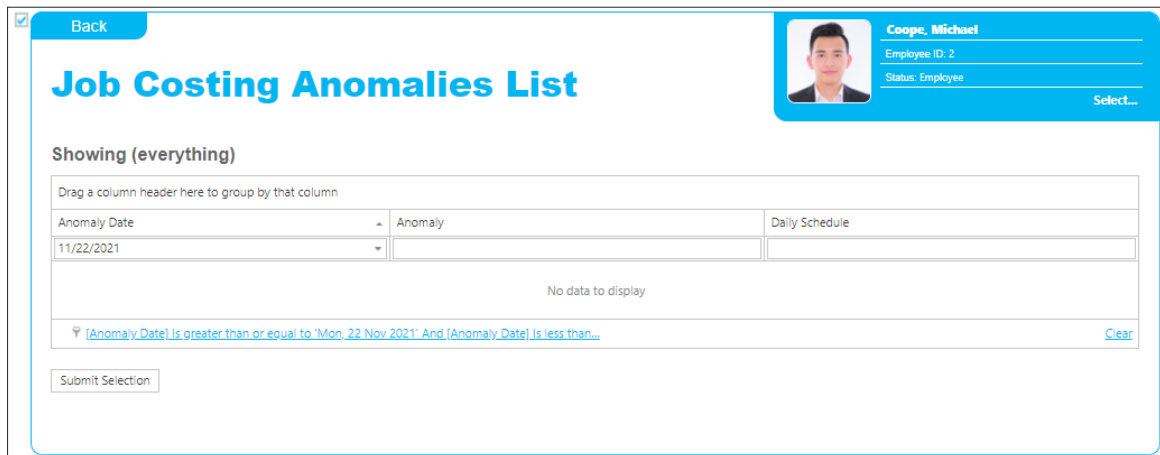 Back
Coope, Michael
Employee ID: 2
Status: Employee
Select...
Job Costing Anomalies List
Showing (everything)
Drag a column header here to group by that column
Anomaly Date Anomaly Daily Schedule
11/22/2021
No data to display
[Anomaly Date] Is greater than or equal to 'Mon, 22 Nov 2021' And [Anomaly Date] Is less than... Clear
Submit Selection